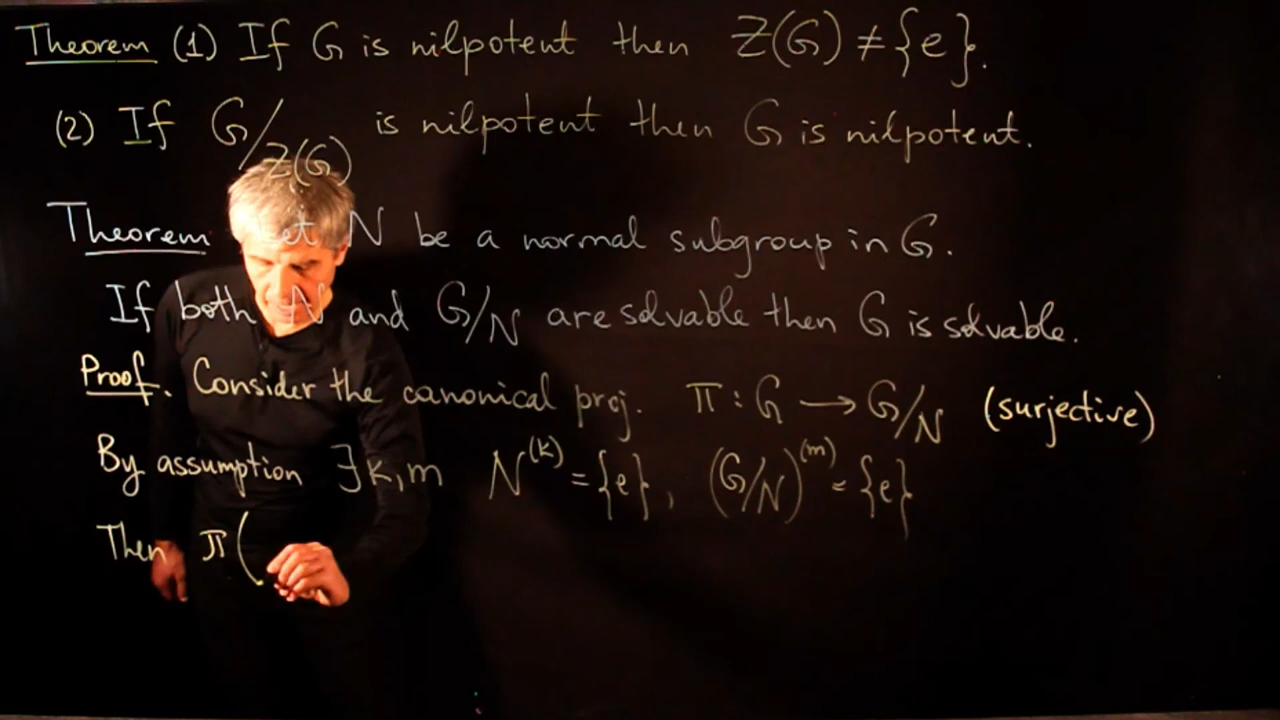 Theorem (1) If G is nilpotent then Z(G) ≠ {e}.
(2) If G/Z(G) is nilpotent then G is nilpotent.
Theorem Let N be a normal subgroup in G.
If both N and G/N are solvable then G is solvable.
Proof. Consider the canonical proj. π : G → G/N (surjective)
By assumption ∃ k, m N^(k) = {e}, (G/N)^(m) = {e}
Then π(